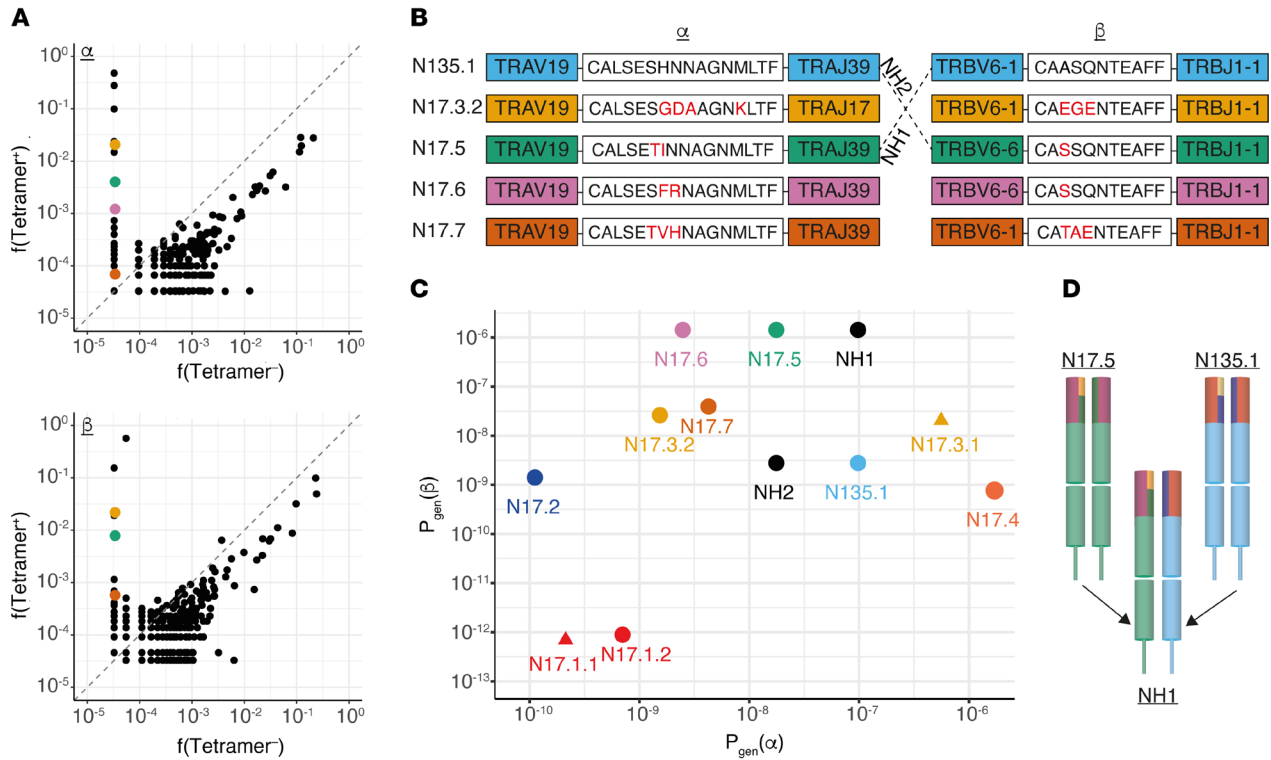 A
α
10⁰
10⁻¹
10⁻²
10⁻³
10⁻⁴
10⁻⁵
f(Tetramer⁺)
10⁻⁵ 10⁻⁴ 10⁻³ 10⁻² 10⁻¹ 10⁰
f(Tetramer⁻)
β
10⁰
10⁻¹
10⁻²
10⁻³
10⁻⁴
10⁻⁵
f(Tetramer⁺)
10⁻⁵ 10⁻⁴ 10⁻³ 10⁻² 10⁻¹ 10⁰
f(Tetramer⁻)
B
α β
N135.1 TRAV19 CALSESHNNAGNMLTF TRAJ39 NH2 TRBV6-1 CAASQNTEAFF TRBJ1-1
N17.3.2 TRAV19 CALSESGDAAGNKLTF TRAJ17 TRBV6-1 CAEGENTEAFF TRBJ1-1
N17.5 TRAV19 CALSETINNAGNMLTF TRAJ39 NH1 TRBV6-6 CASSQNTEAFF TRBJ1-1
N17.6 TRAV19 CALSESFRNAGNMLTF TRAJ39 TRBV6-6 CASSQNTEAFF TRBJ1-1
N17.7 TRAV19 CALSETVHNAGNMLTF TRAJ39 TRBV6-1 CATAENTEAFF TRBJ1-1
C
10⁻⁶
10⁻⁷
10⁻⁸
10⁻⁹
10⁻¹⁰
10⁻¹¹
10⁻¹²
10⁻¹³
Pgen(β)
N17.6 N17.5 NH1
N17.3.2 N17.7 N17.3.1
N17.2 NH2 N135.1 N17.4
N17.1.1 N17.1.2
10⁻¹⁰ 10⁻⁹ 10⁻⁸ 10⁻⁷ 10⁻⁶
Pgen(α)
D
N17.5 N135.1
NH1